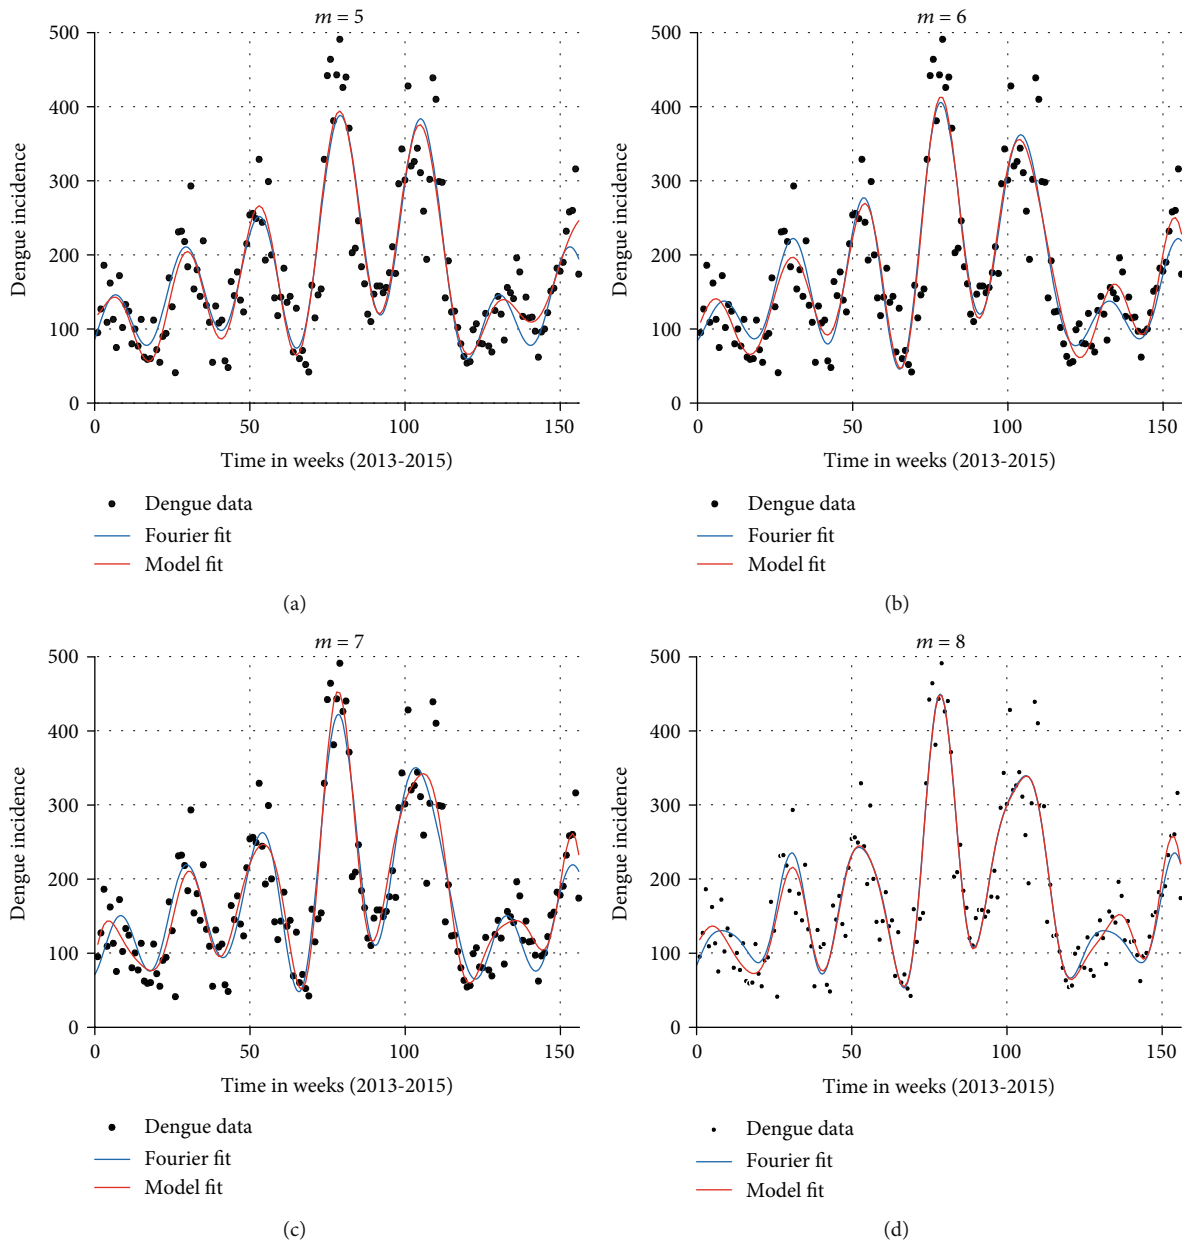 m = 5
500
400
300
200
100
0
0 50 100 150
Dengue incidence
Time in weeks (2013-2015)
Dengue data
Fourier fit
Model fit
(a)
m = 6
500
400
300
200
100
0
0 50 100 150
Dengue incidence
Time in weeks (2013-2015)
Dengue data
Fourier fit
Model fit
(b)
m = 7
500
400
300
200
100
0
0 50 100 150
Dengue incidence
Time in weeks (2013-2015)
Dengue data
Fourier fit
Model fit
(c)
m = 8
500
400
300
200
100
0
0 50 100 150
Dengue incidence
Time in weeks (2013-2015)
Dengue data
Fourier fit
Model fit
(d)